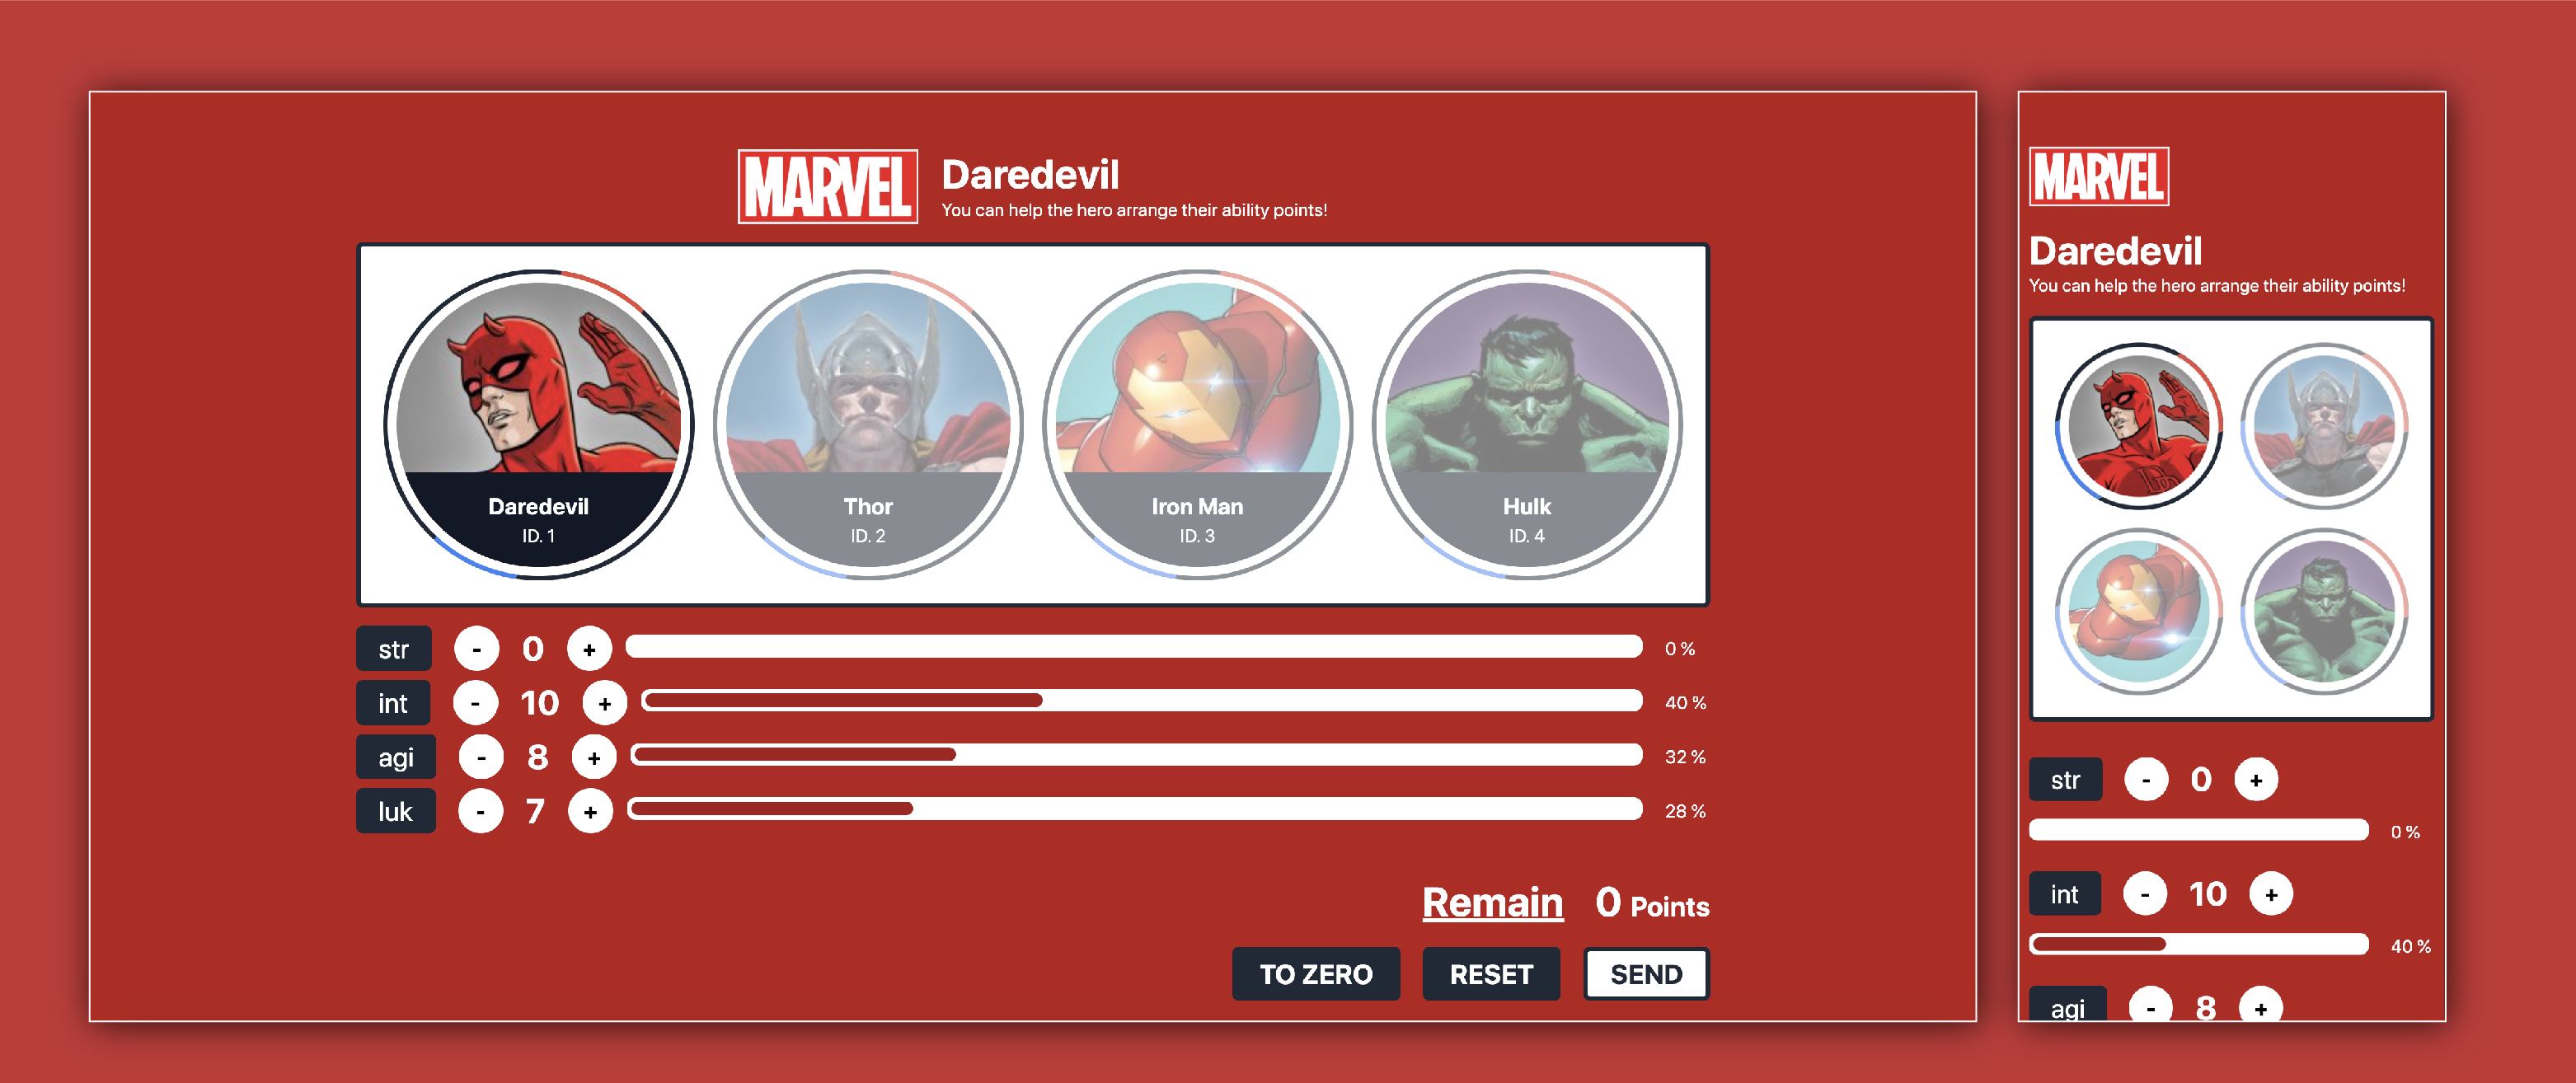 MARVEL
Daredevil
You can help the hero arrange their ability points!
Daredevil
ID. 1
Thor
ID. 2
Iron Man
ID. 3
Hulk
ID. 4
str - 0 + 0 %
int - 10 + 40 %
agi - 8 + 32 %
luk - 7 + 28 %
Remain 0 Points
TO ZERO RESET SEND
MARVEL
Daredevil
You can help the hero arrange their ability points!
str - 0 +
0 %
int - 10 +
40 %
agi - 8 +